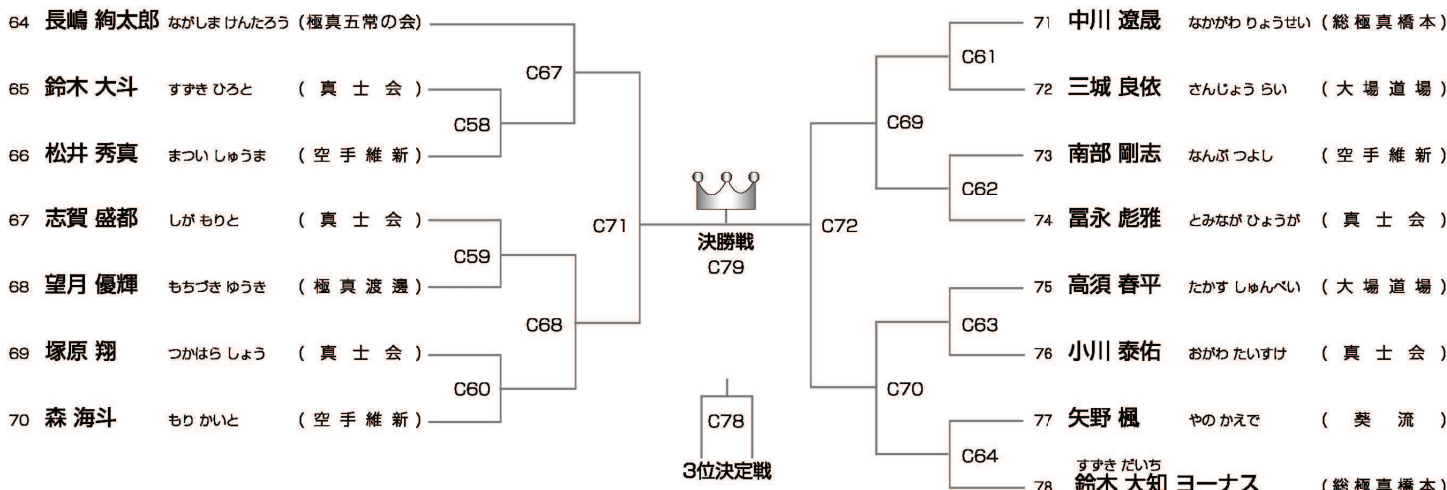 64 長嶋 絢太郎 ながしま けんたろう (極真五常の会)
C67
65 鈴木 大斗 すずき ひろと ( 真 士 会 )
C58
66 松井 秀真 まつい しゅうま ( 空 手 維 新 )
C71
67 志賀 盛都 しが もりと ( 真 士 会 )
C59
68 望月 優輝 もちづき ゆうき ( 極 真 渡 邊 )
C68
69 塚原 翔 つかはら しょう ( 真 士 会 )
C60
70 森 海斗 もり かいと ( 空 手 維 新 )
決勝戦
C79
C78
3位決定戦
71 中川 遼晟 なかがわ りょうせい ( 総 極 真 橋 本 )
C61
72 三城 良依 さんじょう らい ( 大 場 道 場 )
C69
73 南部 剛志 なんぶ つよし ( 空 手 維 新 )
C62
74 冨永 彪雅 とみなが ひょうが ( 真 士 会 )
C72
75 高須 春平 たかす しゅんぺい ( 大 場 道 場 )
C63
76 小川 泰佑 おがわ たいすけ ( 真 士 会 )
C70
77 矢野 楓 やの かえで ( 葵 流 )
C64
すずき だいち
78 鈴木 大知 ヨーナス ( 総 極 真 橋 本 )